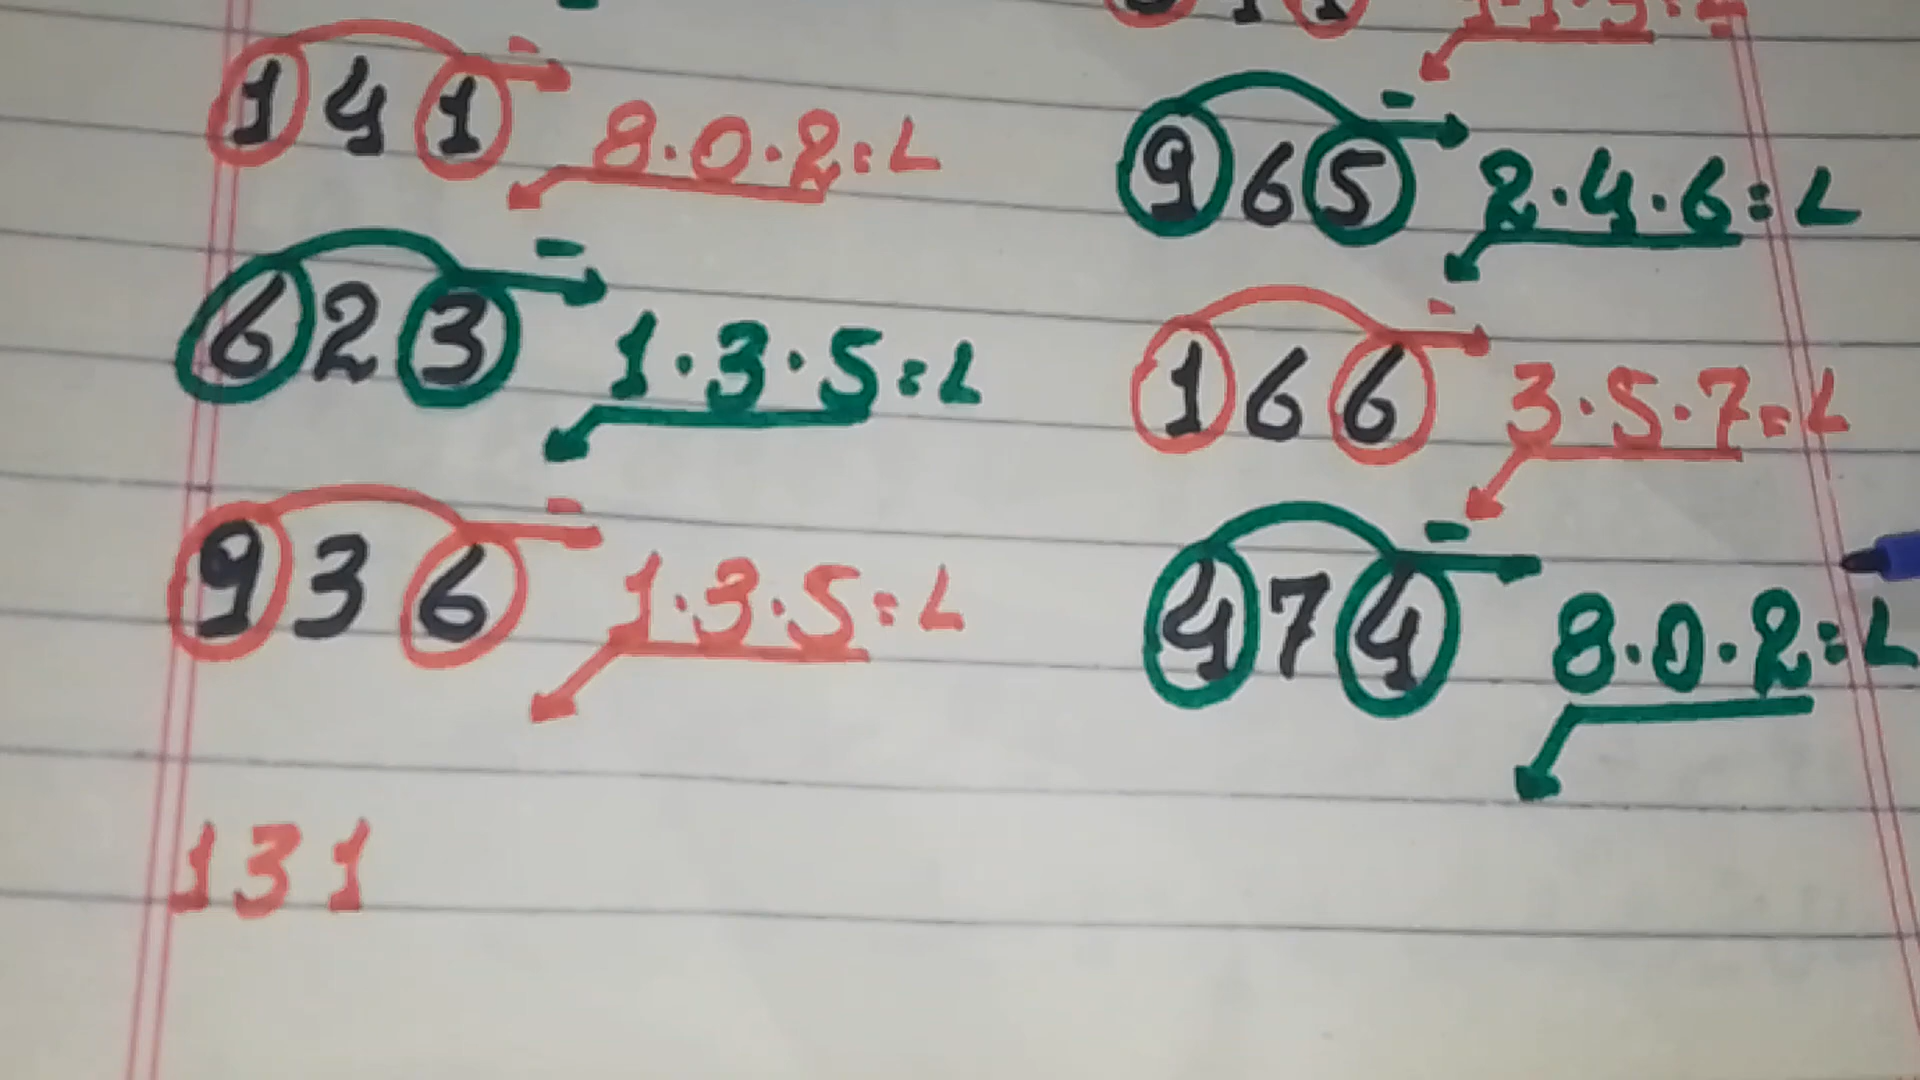 141 - 8.0.2=L
623 - 1.3.5=L
936 - 1.3.5=L
131
965 - 2.4.6=L
166 - 3.5.7=L
474 - 8.0.2=L